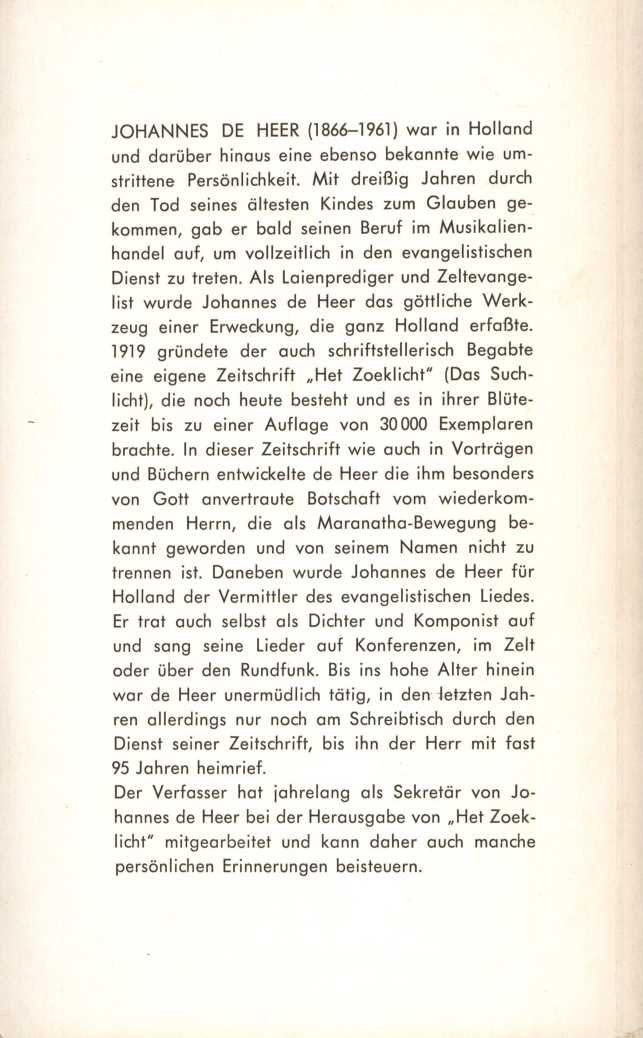 JOHANNES DE HEER (1866–1961) war in Holland
und darüber hinaus eine ebenso bekannte wie um-
strittene Persönlichkeit. Mit dreißig Jahren durch
den Tod seines ältesten Kindes zum Glauben ge-
kommen, gab er bald seinen Beruf im Musikalien-
handel auf, um vollzeitlich in den evangelistischen
Dienst zu treten. Als Laienprediger und Zeltevange-
list wurde Johannes de Heer das göttliche Werk-
zeug einer Erweckung, die ganz Holland erfaßte.
1919 gründete der auch schriftstellerisch Begabte
eine eigene Zeitschrift „Het Zoeklicht" (Das Such-
licht), die noch heute besteht und es in ihrer Blüte-
zeit bis zu einer Auflage von 30 000 Exemplaren
brachte. In dieser Zeitschrift wie auch in Vorträgen
und Büchern entwickelte de Heer die ihm besonders
von Gott anvertraute Botschaft vom wiederkom-
menden Herrn, die als Maranatha-Bewegung be-
kannt geworden und von seinem Namen nicht zu
trennen ist. Daneben wurde Johannes de Heer für
Holland der Vermittler des evangelistischen Liedes.
Er trat auch selbst als Dichter und Komponist auf
und sang seine Lieder auf Konferenzen, im Zelt
oder über den Rundfunk. Bis ins hohe Alter hinein
war de Heer unermüdlich tätig, in den letzten Jah-
ren allerdings nur noch am Schreibtisch durch den
Dienst seiner Zeitschrift, bis ihn der Herr mit fast
95 Jahren heimrief.
Der Verfasser hat jahrelang als Sekretär von Jo-
hannes de Heer bei der Herausgabe von „Het Zoek-
licht" mitgearbeitet und kann daher auch manche
persönlichen Erinnerungen beisteuern.